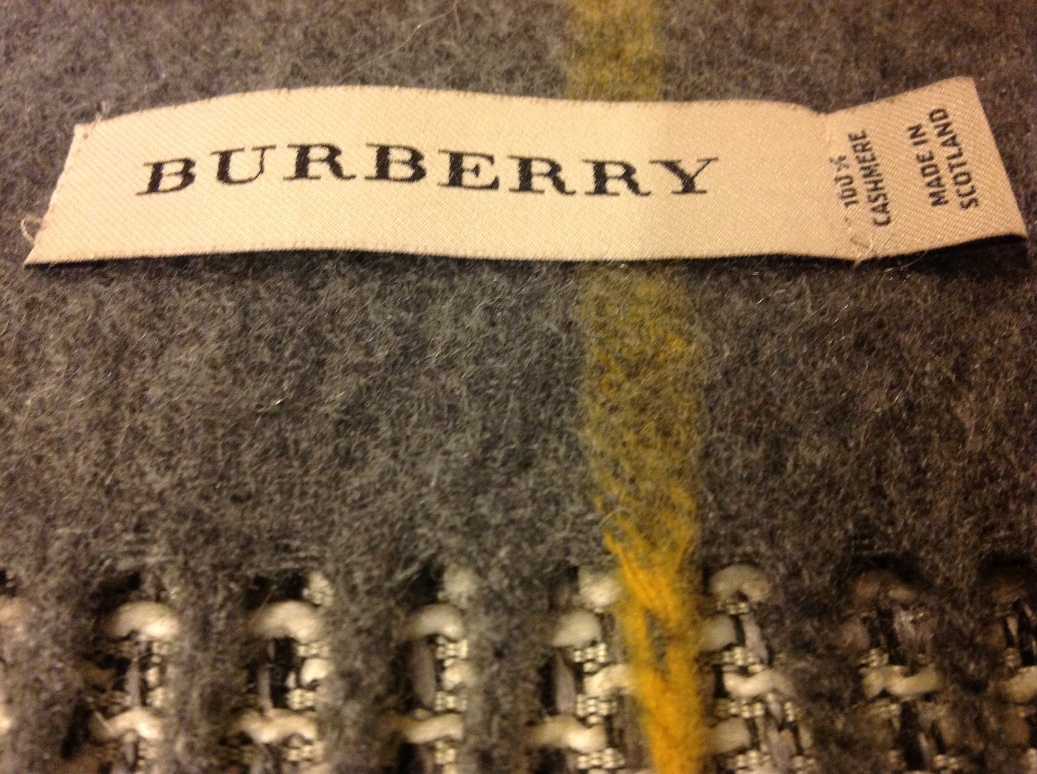 BURBERRY
100%
CASHMERE
MADE IN
SCOTLAND